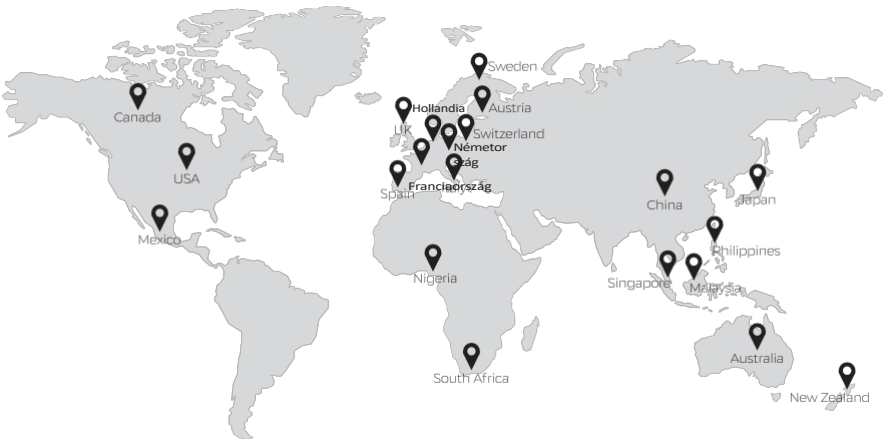 Sweden
Canada
Hollandia
Austria
UK
Switzerland
Németor
szág
USA
Spain
Franciaország
China
Japan
Mexico
Philippines
Nigeria
Singapore
Malaysia
Australia
South Africa
New Zealand